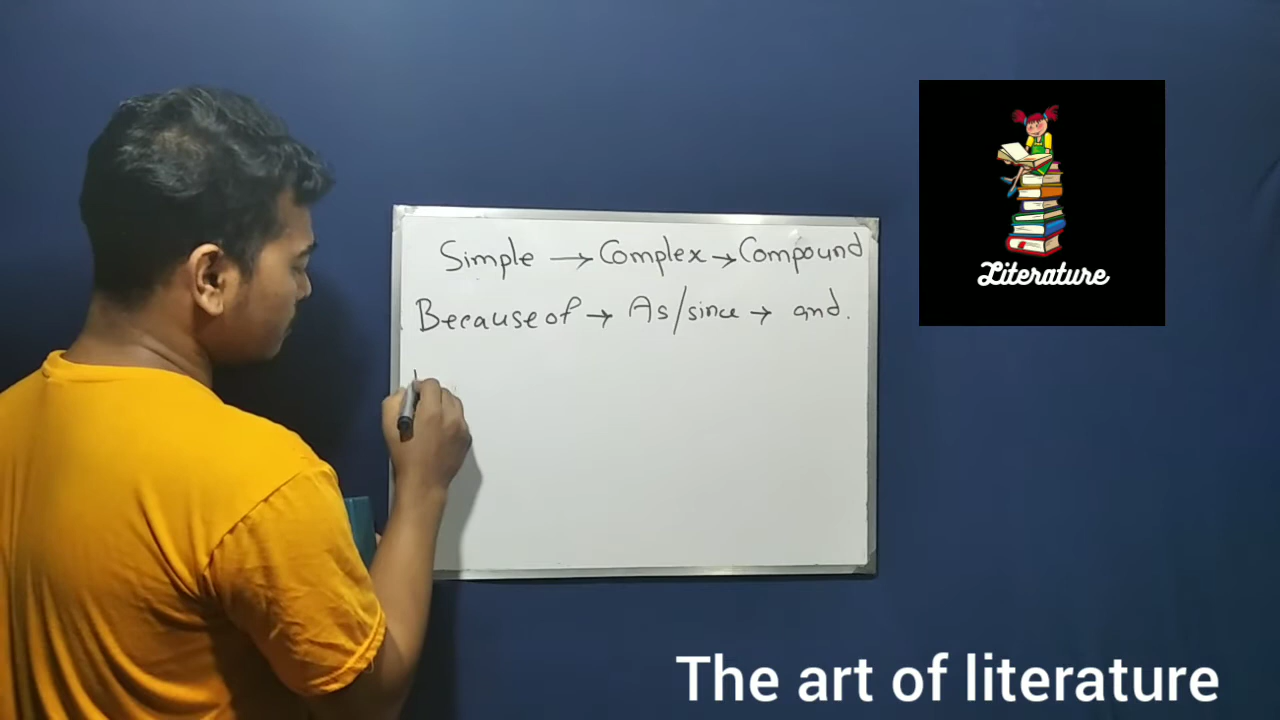 Simple → Complex → Compound
Because of → As/since → and.
Literature
The art of literature